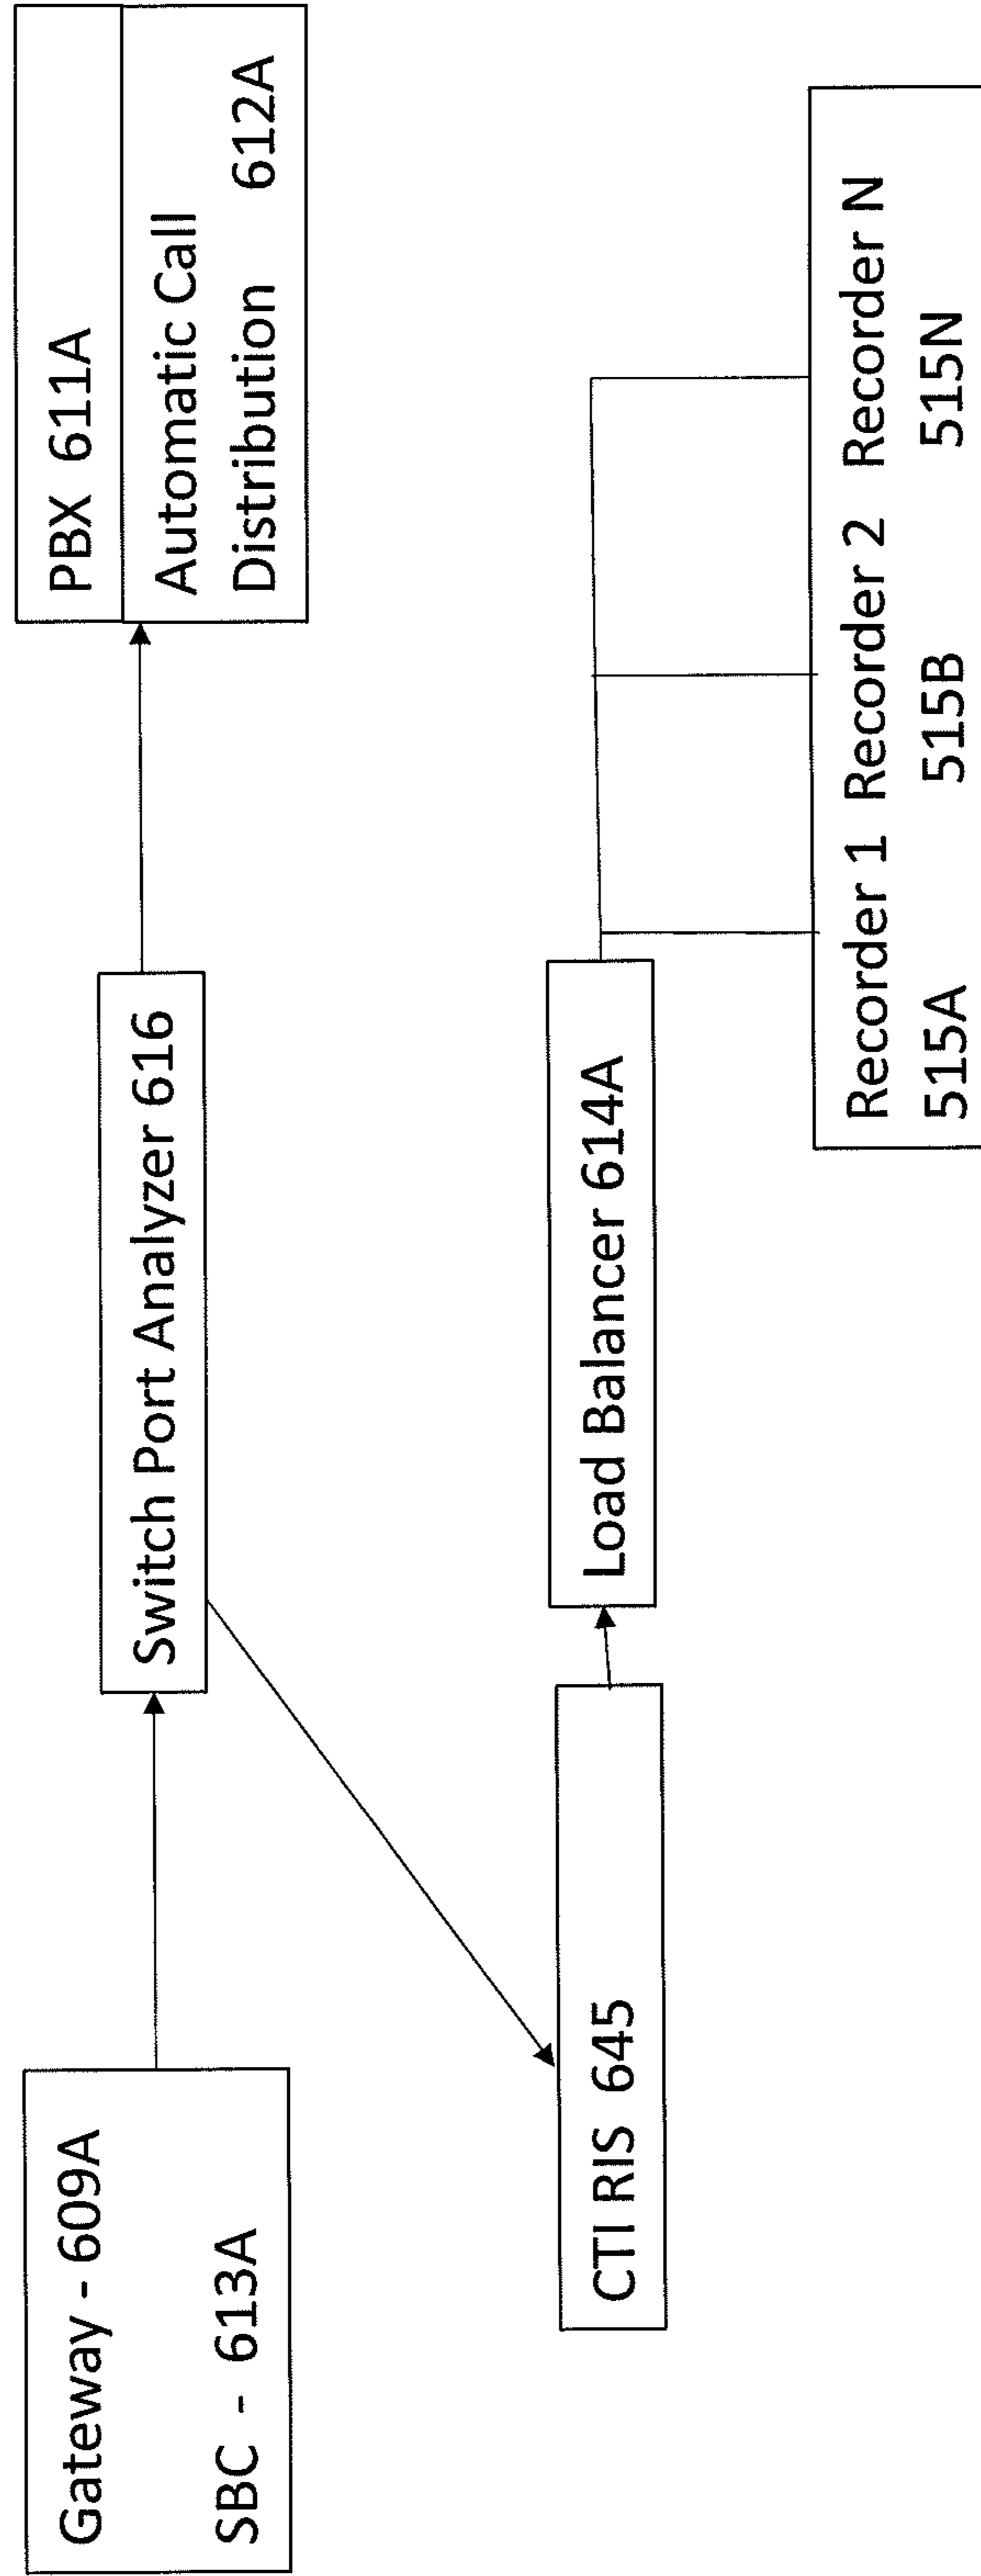 Gateway - 609A
SBC - 613A
Switch Port Analyzer 616
PBX 611A
Automatic Call
Distribution 612A
CTI RIS 645
Load Balancer 614A
Recorder 1 Recorder 2 Recorder N
515A 515B 515N